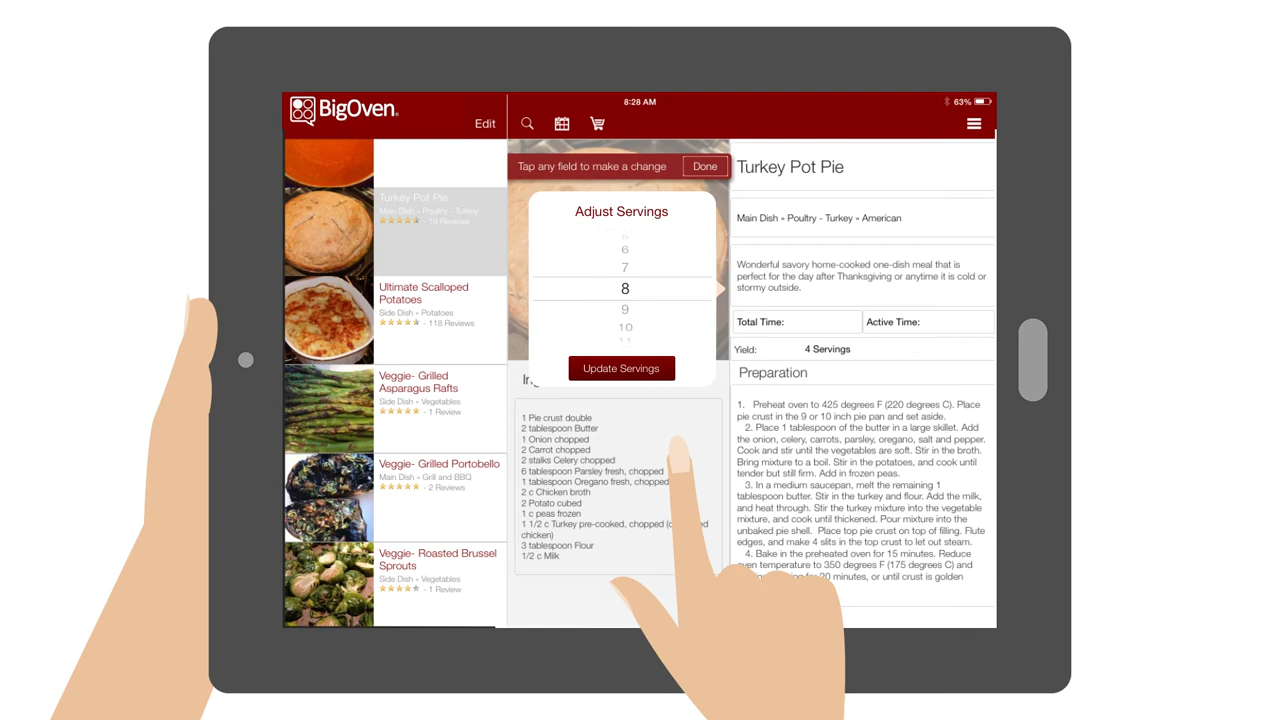 BigOven®
Edit
8:28 AM
63%
Turkey Pot Pie
Main Dish » Poultry - Turkey
- 19 Reviews
Ultimate Scalloped
Potatoes
Side Dish » Potatoes
- 118 Reviews
Veggie- Grilled
Asparagus Rafts
Side Dish » Vegetables
- 1 Review
Veggie- Grilled Portobello
Main Dish » Grill and BBQ
- 2 Reviews
Veggie- Roasted Brussel
Sprouts
Side Dish » Vegetables
- 1 Review
Tap any field to make a change
Done
Adjust Servings
6
7
8
9
10
11
Update Servings
1 Pie crust double
2 tablespoon Butter
1 Onion chopped
2 Carrot chopped
2 stalks Celery chopped
6 tablespoon Parsley fresh, chopped
1 tablespoon Oregano fresh, chopped
2 c Chicken broth
2 Potato cubed
1 c peas frozen
1 1/2 c Turkey pre-cooked, chopped
chicken)
3 tablespoon Flour
1/2 c Milk
Turkey Pot Pie
Main Dish » Poultry - Turkey » American
Wonderful savory home-cooked one-dish meal that is
perfect for the day after Thanksgiving or anytime it is cold or
stormy outside.
Total Time:
Active Time:
Yield: 4 Servings
Preparation
1. Preheat oven to 425 degrees F (220 degrees C). Place
pie crust in the 9 or 10 inch pie pan and set aside.
2. Place 1 tablespoon of the butter in a large skillet. Add
the onion, celery, carrots, parsley, oregano, salt and pepper.
Cook and stir until the vegetables are soft. Stir in the broth.
Bring mixture to a boil. Stir in the potatoes, and cook until
tender but still firm. Add in frozen peas.
3. In a medium saucepan, melt the remaining 1
tablespoon butter. Stir in the turkey and flour. Add the milk,
and heat through. Stir the turkey mixture into the vegetable
mixture, and cook until thickened. Pour mixture into the
unbaked pie shell. Place top pie crust on top of filling. Flute
edges, and make 4 slits in the top crust to let out steam.
4. Bake in the preheated oven for 15 minutes. Reduce
oven temperature to 350 degrees F (175 degrees C) and
for 20 minutes, or until crust is golden